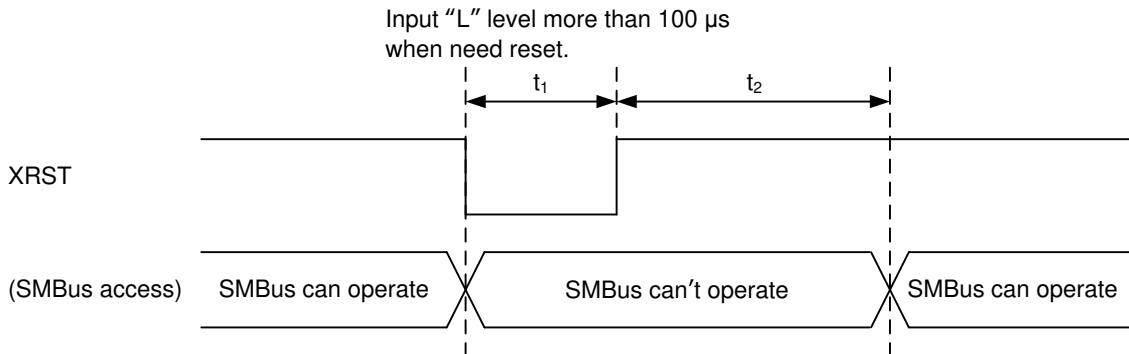 Input “L” level more than 100 µs
when need reset.
t₁
t₂
XRST
(SMBus access)
SMBus can operate
SMBus can′t operate
SMBus can operate